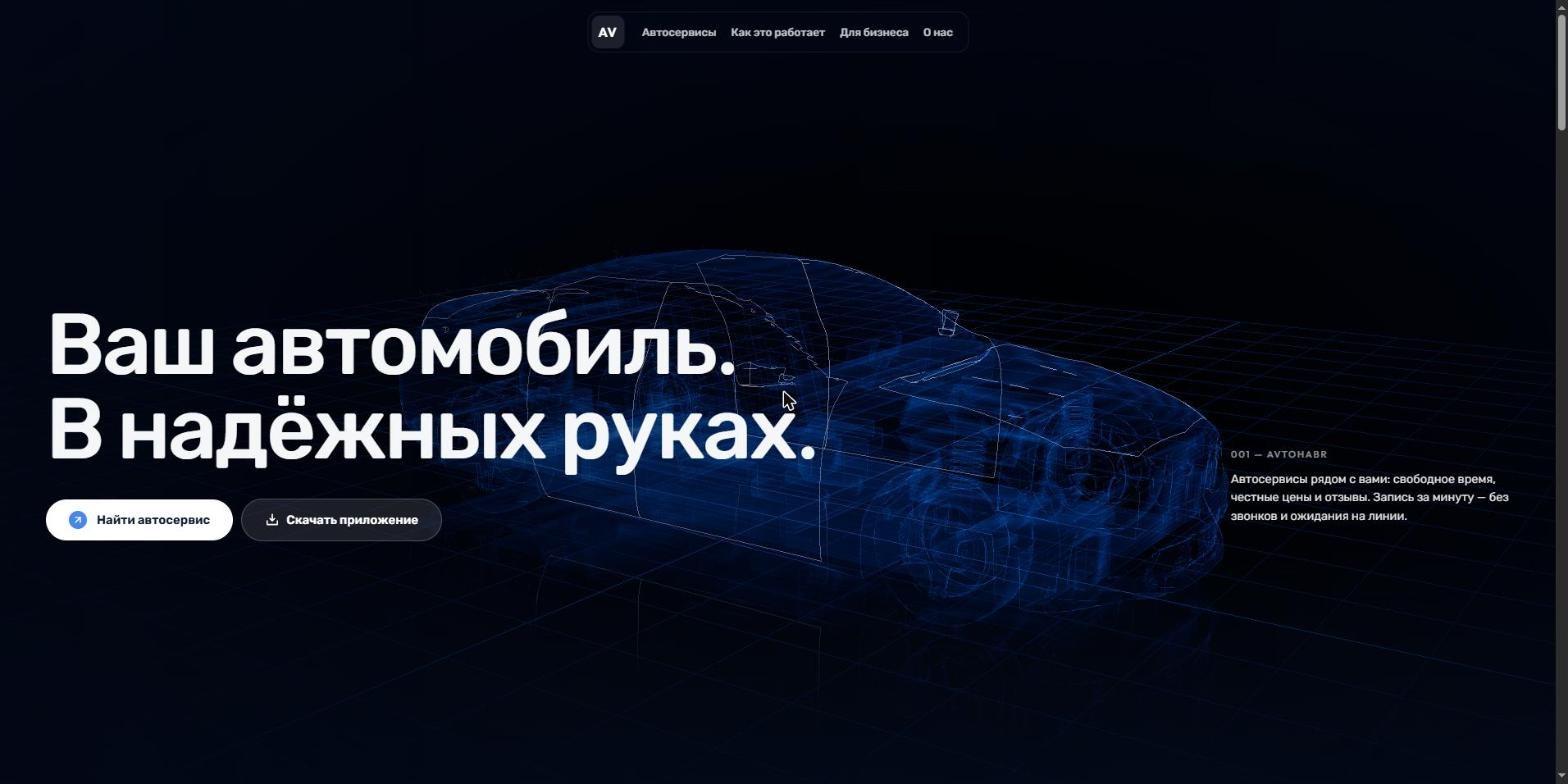 AV
Автосервисы
Как это работает
Для бизнеса
О нас
Ваш автомобиль.
В надёжных руках.
Найти автосервис
Скачать приложение
001 — AVTOHABR
Автосервисы рядом с вами: свободное время,
честные цены и отзывы. Запись за минуту — без
звонков и ожидания на линии.